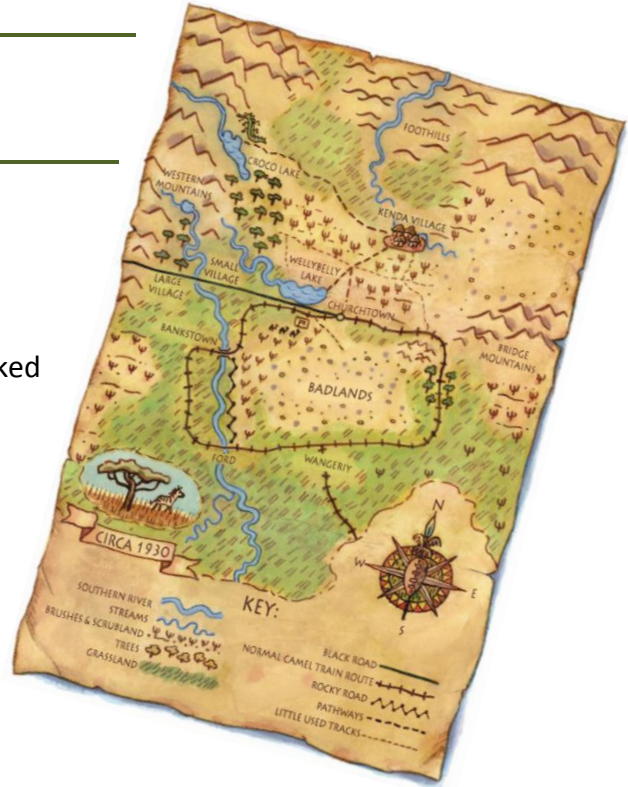 FOOTHILLS
CROCO LAKE
WESTERN
MOUNTAINS
KENDA VILLAGE
SMALL
VILLAGE
WELLYBELLY
LAKE
LARGE
VILLAGE
CHURCHTOWN
BANKSTOWN
BRIDGE
MOUNTAINS
ked
BADLANDS
FORD
WANGERIY
CIRCA 1930
N
W
E
S
KEY:
SOUTHERN RIVER
STREAMS
BRUSHES & SCRUBLAND
TREES
GRASSLAND
BLACK ROAD
NORMAL CAMEL TRAIN ROUTE
ROCKY ROAD
PATHWAYS
LITTLE USED TRACKS